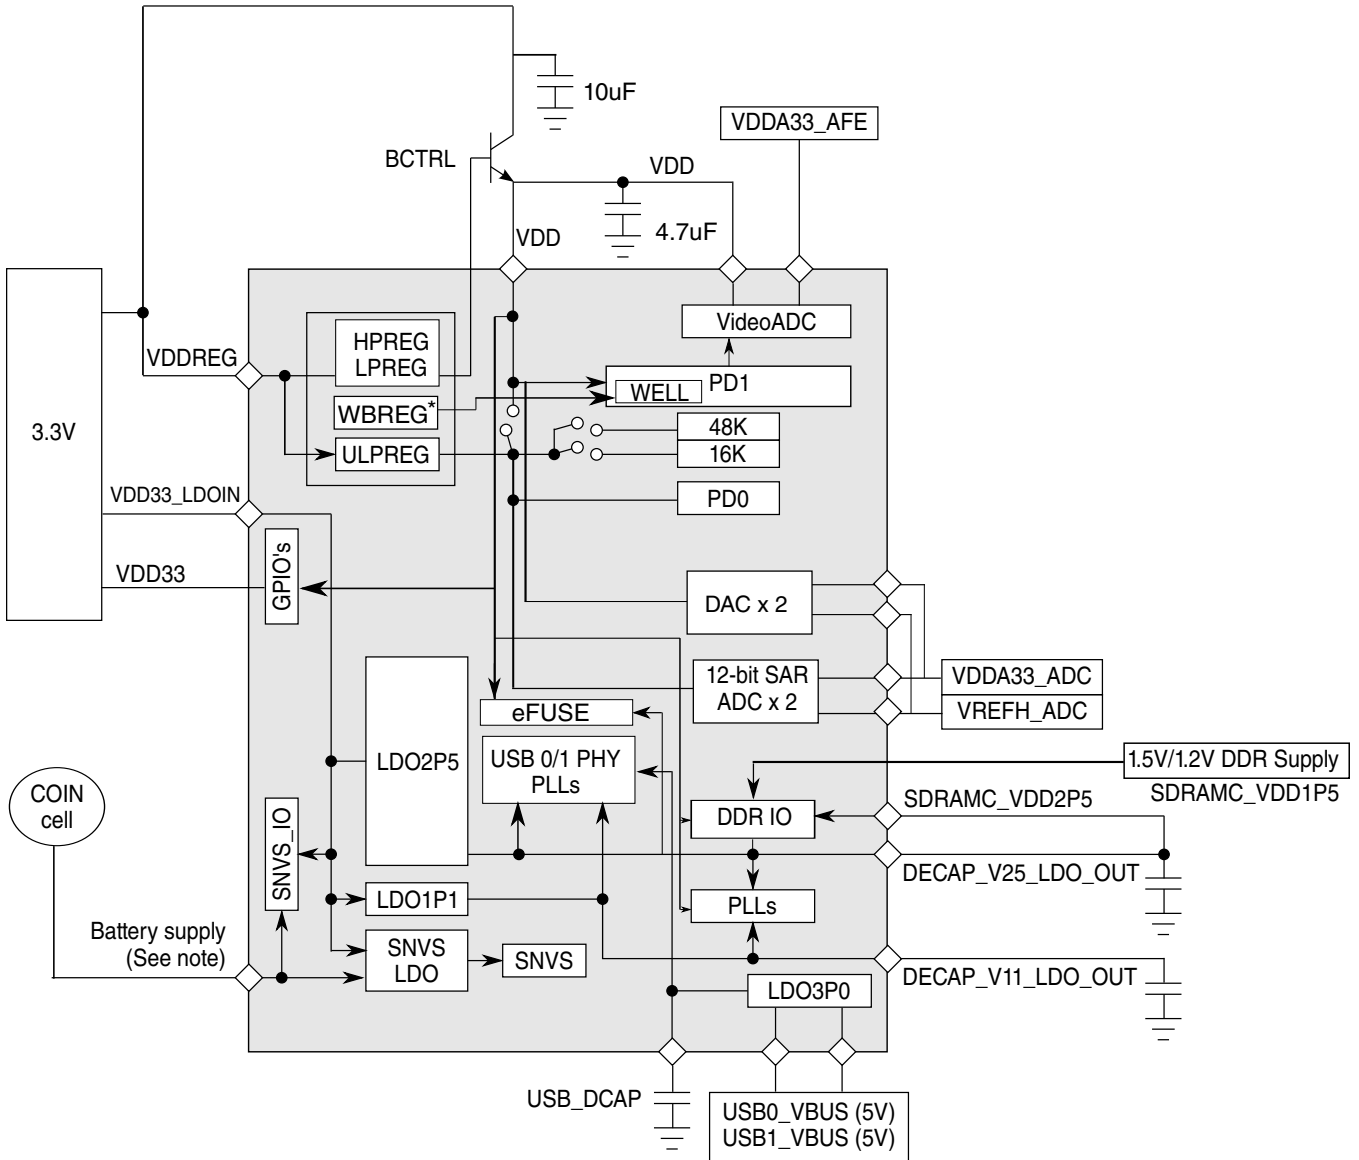 10uF
VDDA33_AFE
BCTRL
VDD
4.7uF
VDD
3.3V
VDDREG
HPREG
LPREG
WBREG*
ULPREG
VideoADC
PD1
WELL
48K
16K
PD0
VDD33_LDOIN
VDD33
GPIO's
DAC x 2
12-bit SAR
ADC x 2
VDDA33_ADC
VREFH_ADC
eFUSE
LDO2P5
USB 0/1 PHY
PLLs
1.5V/1.2V DDR Supply
SDRAMC_VDD1P5
SDRAMC_VDD2P5
DDR IO
COIN
cell
SNVS_IO
DECAP_V25_LDO_OUT
LDO1P1
PLLs
Battery supply
(See note)
SNVS
LDO
SNVS
DECAP_V11_LDO_OUT
LDO3P0
USB_DCAP
USB0_VBUS (5V)
USB1_VBUS (5V)